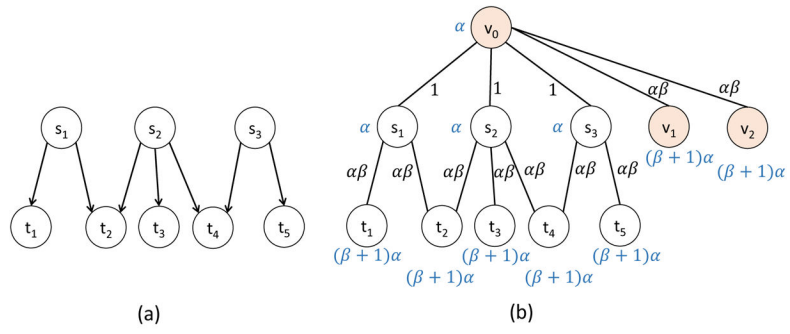 α v₀
1 1 1 αβ αβ
s₁ s₂ s₃ α s₁ α s₂ α s₃ v₁ v₂
(β + 1)α (β + 1)α
αβ αβ αβ αβ αβ αβ αβ
t₁ t₂ t₃ t₄ t₅ t₁ t₂ t₃ t₄ t₅
(β + 1)α (β + 1)α (β + 1)α
(β + 1)α (β + 1)α
(a) (b)